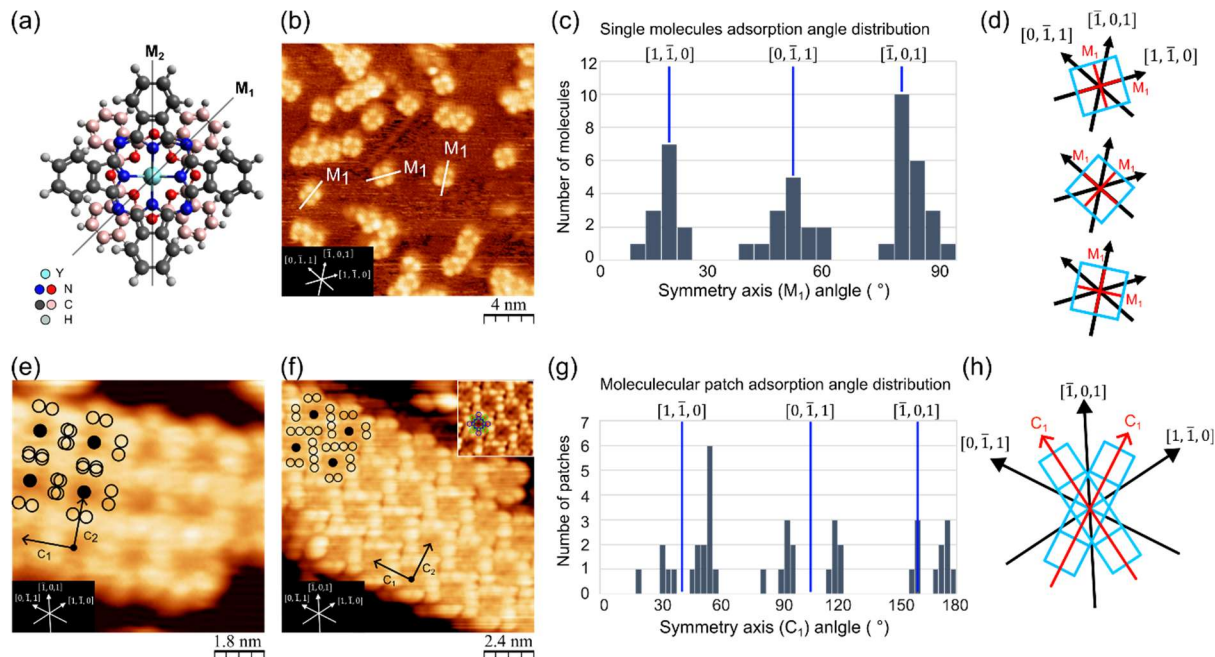 (a)
M₂
M₁
Y
N
C
H
(b)
M₁
M₁
M₁
[0, 1̅, 1]
[1̅, 0, 1]
[1, 1̅, 0]
4 nm
(c)
Single molecules adsorption angle distribution
[1, 1̅, 0]
[0, 1̅, 1]
[1̅, 0, 1]
12
10
8
6
4
2
0
Number of molecules
0
30
60
90
Symmetry axis (M₁) anlgle ( °)
(d)
[0, 1̅, 1]
[1̅, 0, 1]
[1, 1̅, 0]
M₁
M₁
M₁
M₁
M₁
(e)
C₂
C₁
[1̅, 0, 1]
[0, 1̅, 1]
[1, 1̅, 0]
1.8 nm
(f)
C₁
C₂
[1̅, 0, 1]
[0, 1̅, 1]
[1, 1̅, 0]
2.4 nm
(g)
Moleculecular patch adsorption angle distribution
[1, 1̅, 0]
[0, 1̅, 1]
[1̅, 0, 1]
7
6
5
4
3
2
1
0
Numbe of patches
0
30
60
90
120
150
180
Symmetry axis (C₁) anlgle ( °)
(h)
[1̅, 0, 1]
C₁
C₁
[0, 1̅, 1]
[1, 1̅, 0]